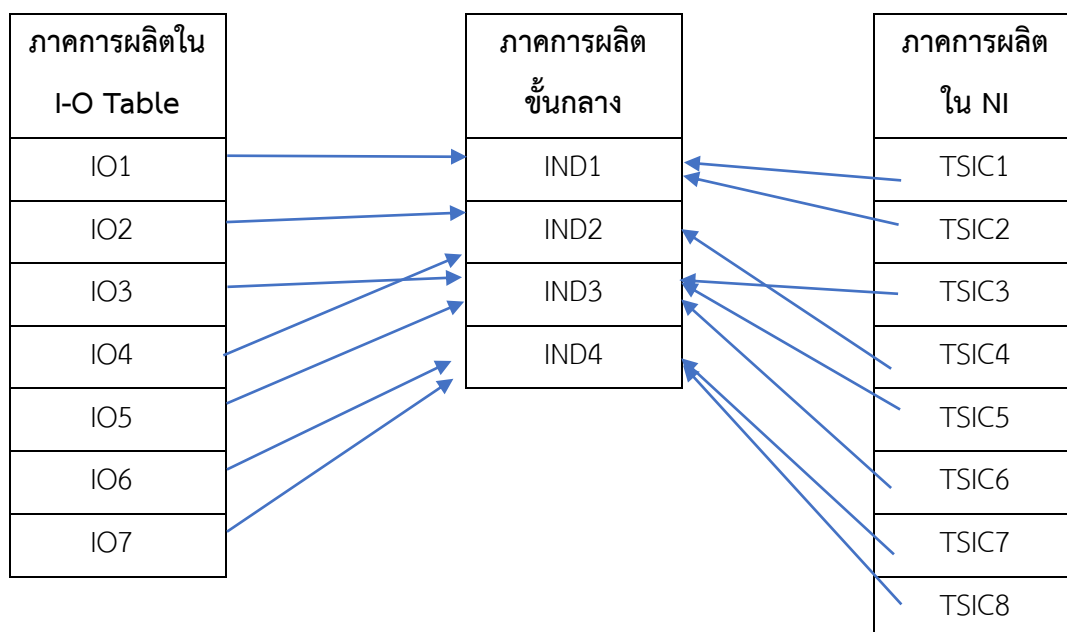 ภาคการผลิตใน
I-O Table
IO1
IO2
IO3
IO4
IO5
IO6
IO7
ภาคการผลิต
ขั้นกลาง
IND1
IND2
IND3
IND4
ภาคการผลิต
ใน NI
TSIC1
TSIC2
TSIC3
TSIC4
TSIC5
TSIC6
TSIC7
TSIC8